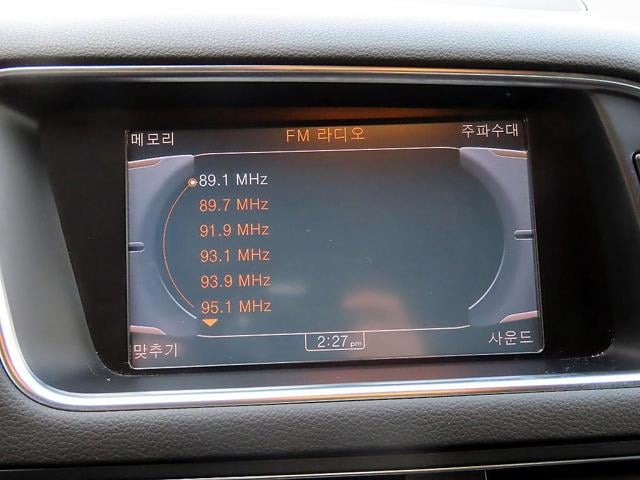 메모리 FM 라디오 주파수대
89.1 MHz
89.7 MHz
91.9 MHz
93.1 MHz
93.9 MHz
95.1 MHz
맞추기 2:27 pm 사운드